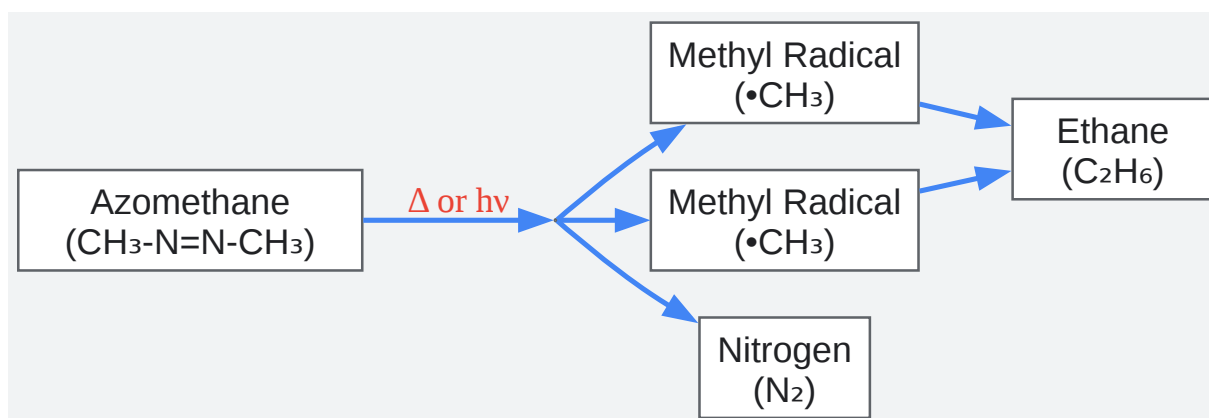 Azomethane
(CH₃-N=N-CH₃)
Δ or hν
Methyl Radical
(•CH₃)
Methyl Radical
(•CH₃)
Nitrogen
(N₂)
Ethane
(C₂H₆)